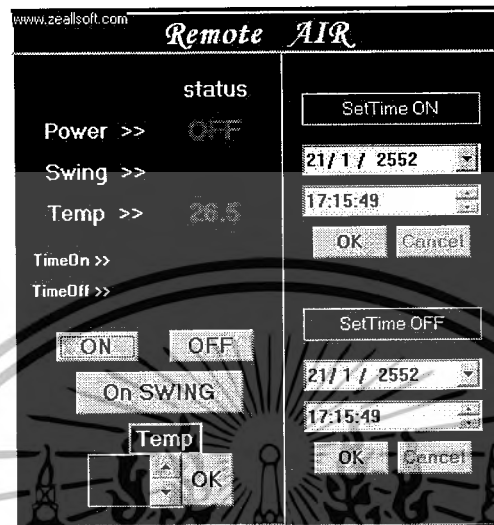 www.zeallsoft.com
Remote AIR
status
Power >> OFF
Swing >>
Temp >> 26.5
TimeOn >>
TimeOff >>
ON OFF
On SWING
Temp
OK
SetTime ON
21/ 1 / 2552
17:15:49
OK Cancel
SetTime OFF
21/ 1 / 2552
17:15:49
OK Cancel